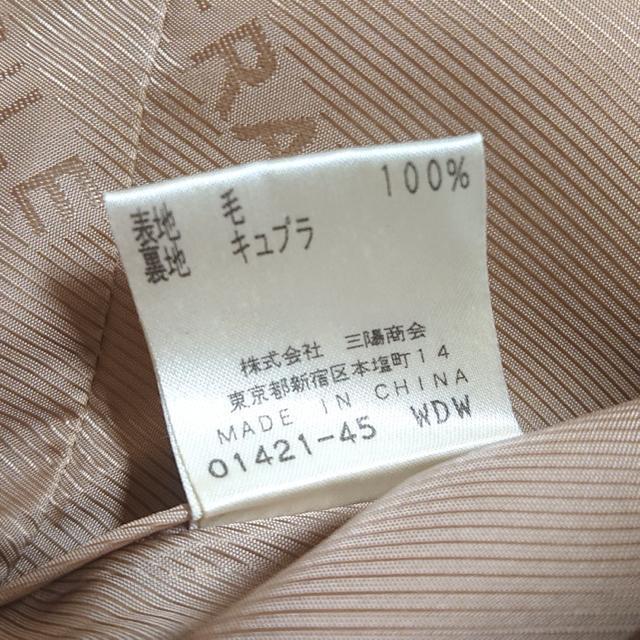 表地 毛 100%
裏地 キュプラ
株式会社 三陽商会
東京都新宿区本塩町14
MADE IN CHINA
01421-45 WDW